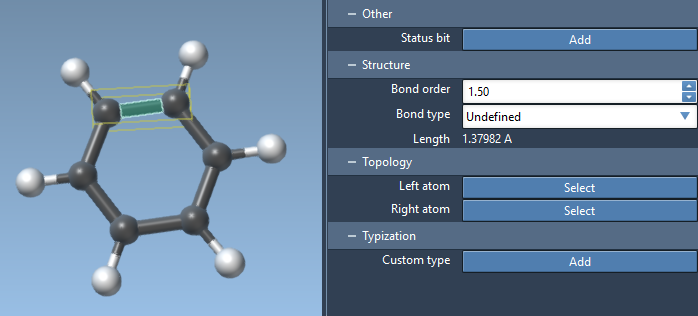 Other
Status bit Add
Structure
Bond order 1.50
Bond type Undefined
Length 1.37982 A
Topology
Left atom Select
Right atom Select
Typization
Custom type Add